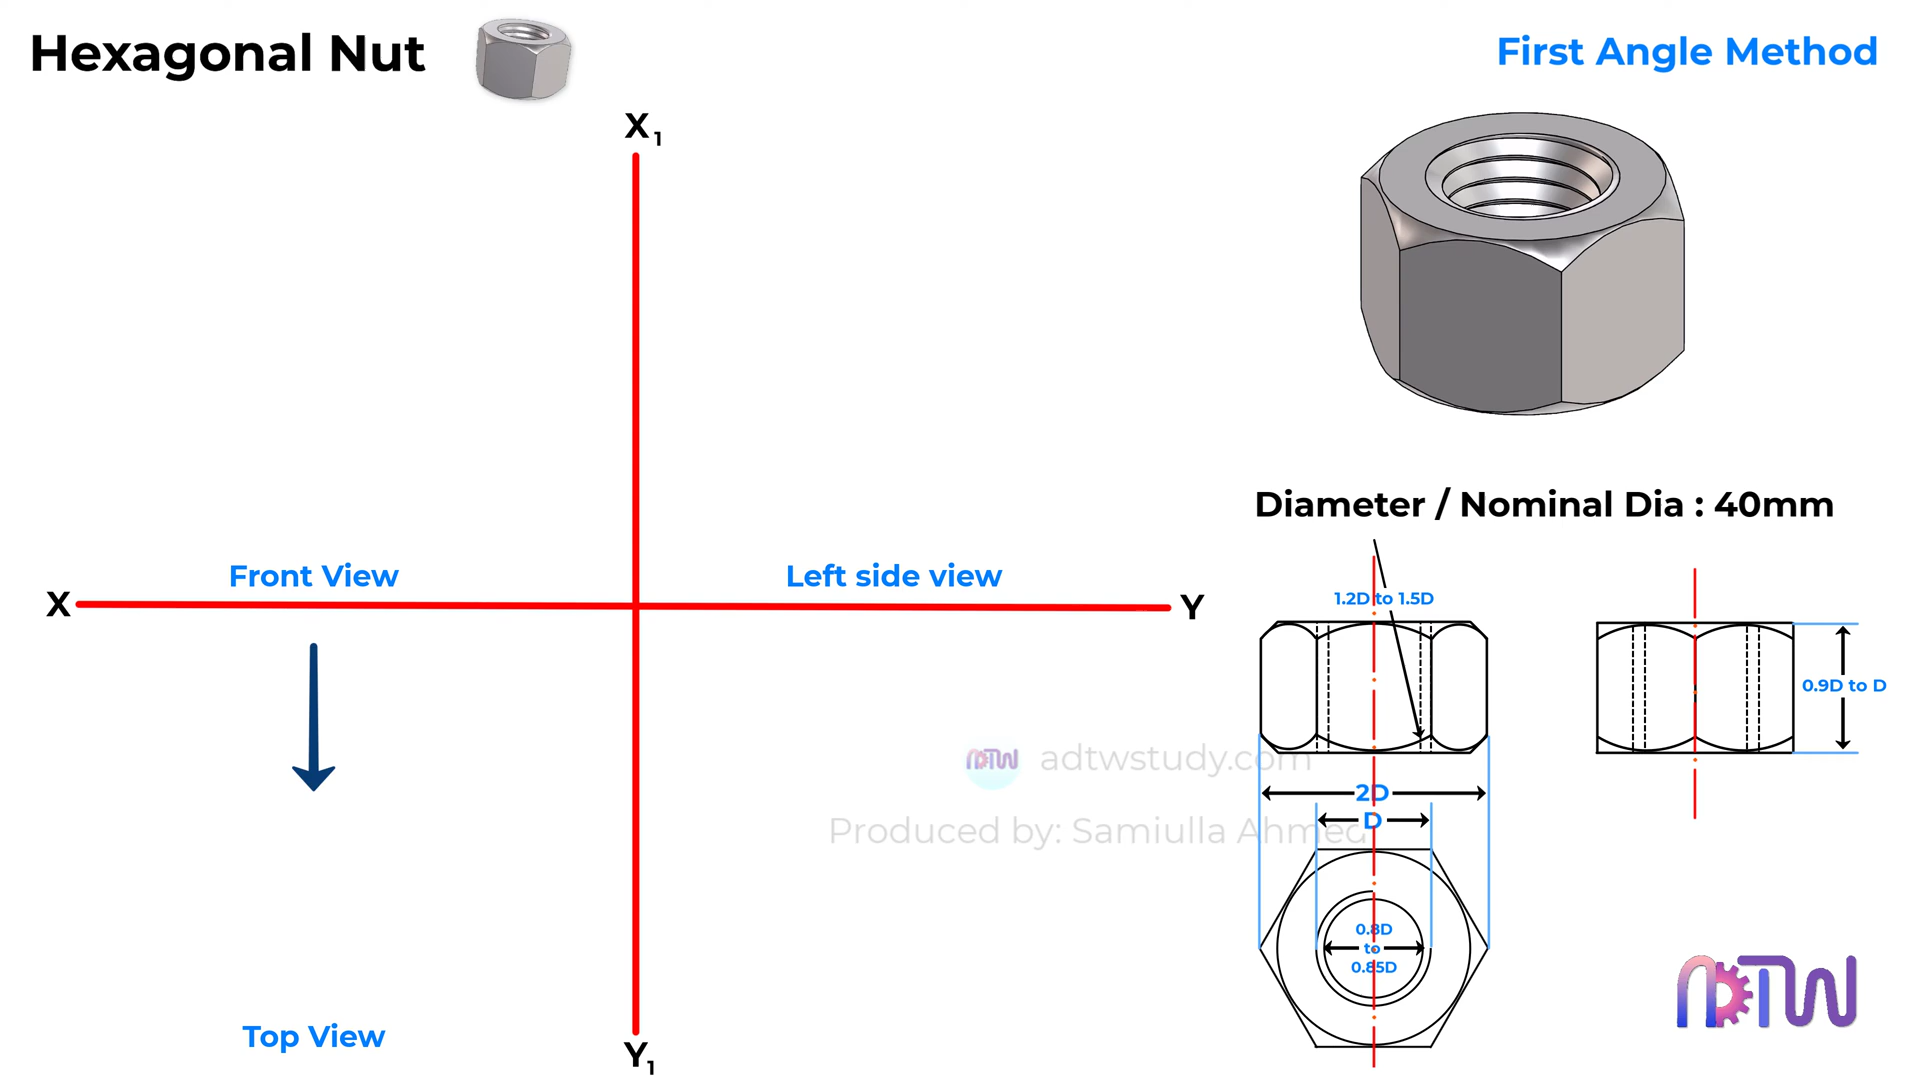 Hexagonal Nut
First Angle Method
X1
Diameter / Nominal Dia : 40mm
Front View
Left side view
X
Y
1.2D to 1.5D
0.9D to D
adtwstudy.com
2D
Produced by: Samiulla Ahmed
D
0.8D
to
0.85D
Top View
Y1
ADTW